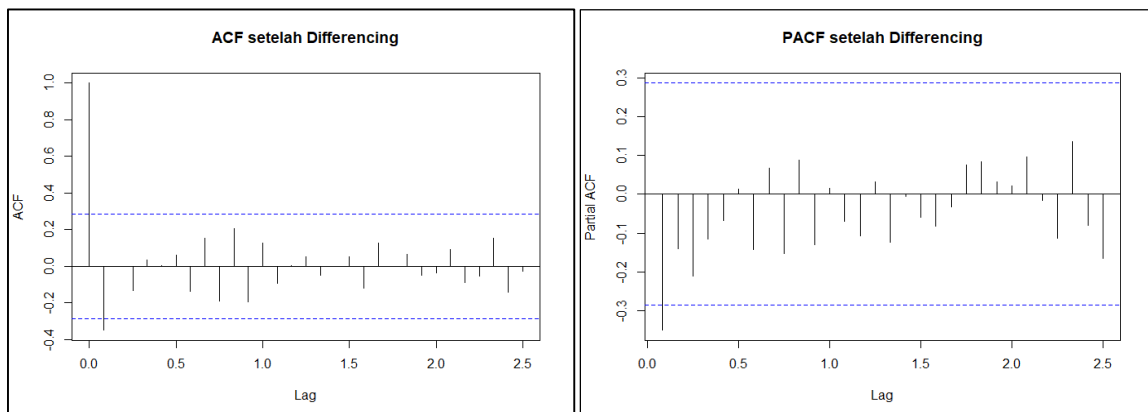 ACF setelah Differencing
ACF
1.0
0.8
0.6
0.4
0.2
0.0
-0.2
-0.4
0.0 0.5 1.0 1.5 2.0 2.5
Lag
PACF setelah Differencing
Partial ACF
0.3
0.2
0.1
0.0
-0.1
-0.2
-0.3
0.0 0.5 1.0 1.5 2.0 2.5
Lag